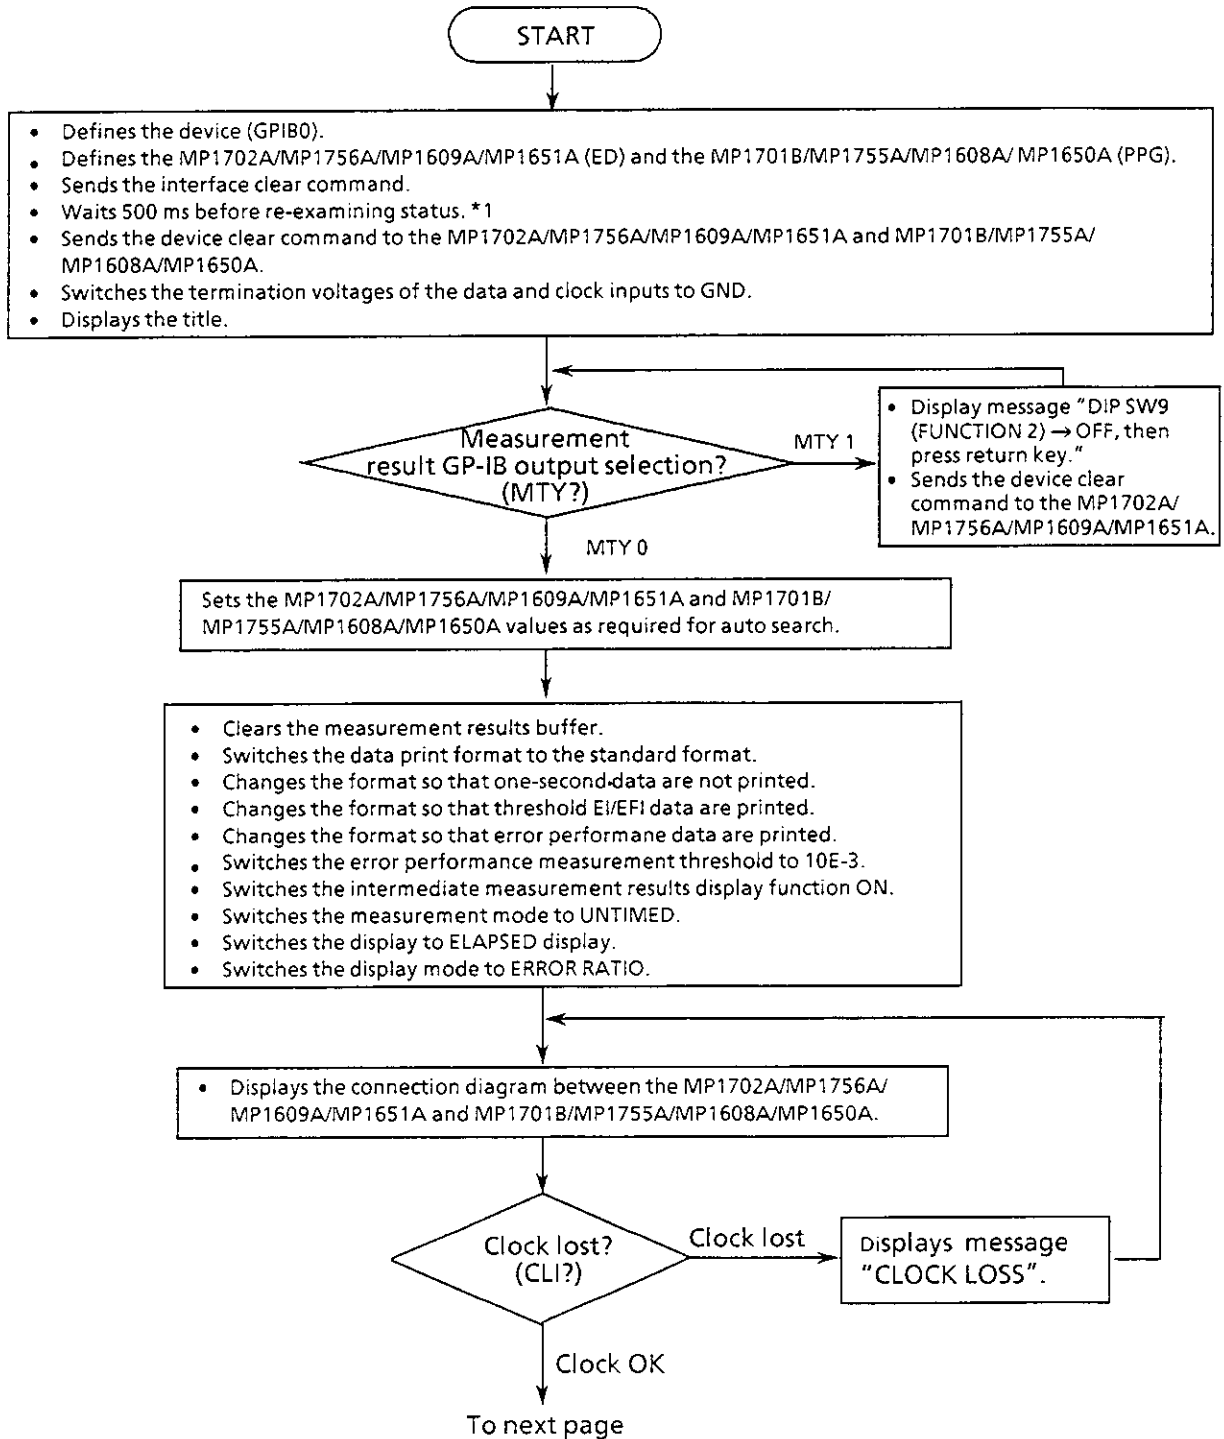 START
• Defines the device (GPIB0).
• Defines the MP1702A/MP1756A/MP1609A/MP1651A (ED) and the MP1701B/MP1755A/MP1608A/ MP1650A (PPG).
• Sends the interface clear command.
• Waits 500 ms before re-examining status. *1
• Sends the device clear command to the MP1702A/MP1756A/MP1609A/MP1651A and MP1701B/MP1755A/
MP1608A/MP1650A.
• Switches the termination voltages of the data and clock inputs to GND.
• Displays the title.
Measurement
result GP-IB output selection?
(MTY?)
MTY 1
• Display message "DIP SW9
(FUNCTION 2) → OFF, then
press return key."
• Sends the device clear
command to the MP1702A/
MP1756A/MP1609A/MP1651A.
MTY 0
Sets the MP1702A/MP1756A/MP1609A/MP1651A and MP1701B/
MP1755A/MP1608A/MP1650A values as required for auto search.
• Clears the measurement results buffer.
• Switches the data print format to the standard format.
• Changes the format so that one-second-data are not printed.
• Changes the format so that threshold EI/EFI data are printed.
• Changes the format so that error performane data are printed.
• Switches the error performance measurement threshold to 10E-3.
• Switches the intermediate measurement results display function ON.
• Switches the measurement mode to UNTIMED.
• Switches the display to ELAPSED display.
• Switches the display mode to ERROR RATIO.
• Displays the connection diagram between the MP1702A/MP1756A/
MP1609A/MP1651A and MP1701B/MP1755A/MP1608A/MP1650A.
Clock lost?
(CLI?)
Clock lost
Displays message
"CLOCK LOSS".
Clock OK
To next page